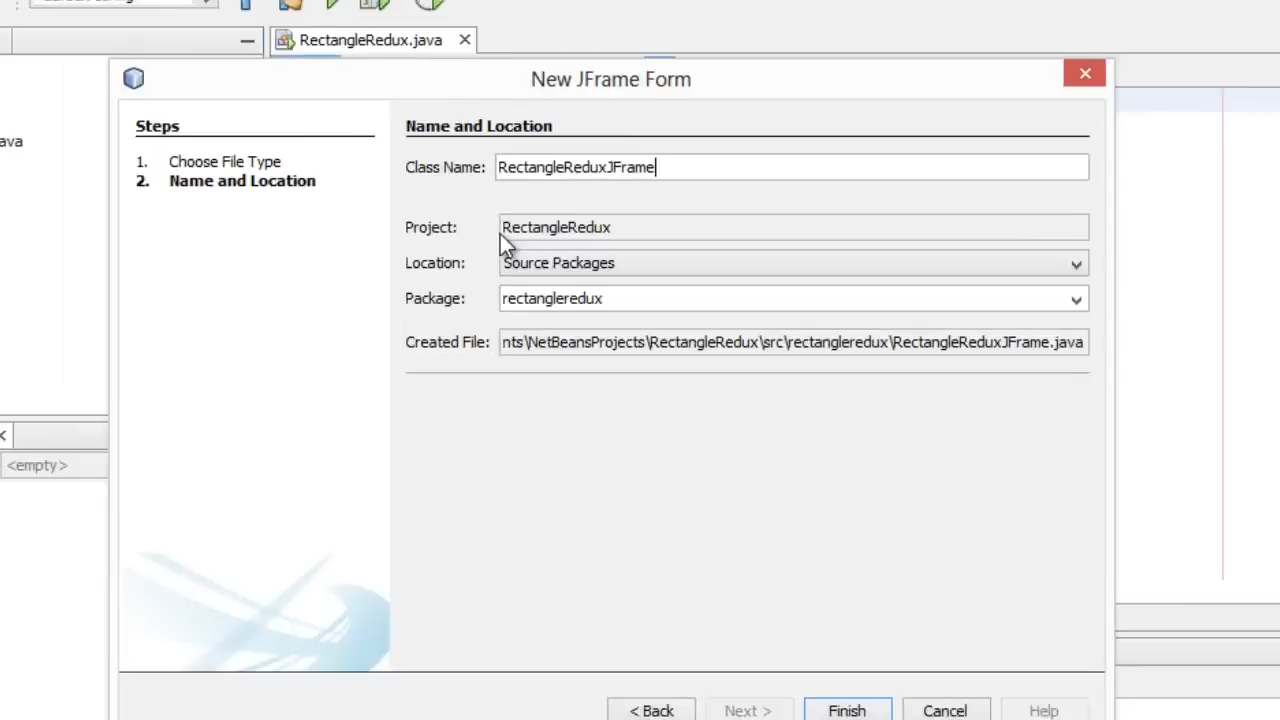 RectangleRedux.java
New JFrame Form
ava
<empty>
Steps
1. Choose File Type
2. Name and Location
Name and Location
Class Name: RectangleReduxJFrame
Project: RectangleRedux
Location: Source Packages
Package: rectangleredux
Created File: nts\NetBeansProjects\RectangleRedux\src\rectangleredux\RectangleReduxJFrame.java
< Back Next > Finish Cancel Help